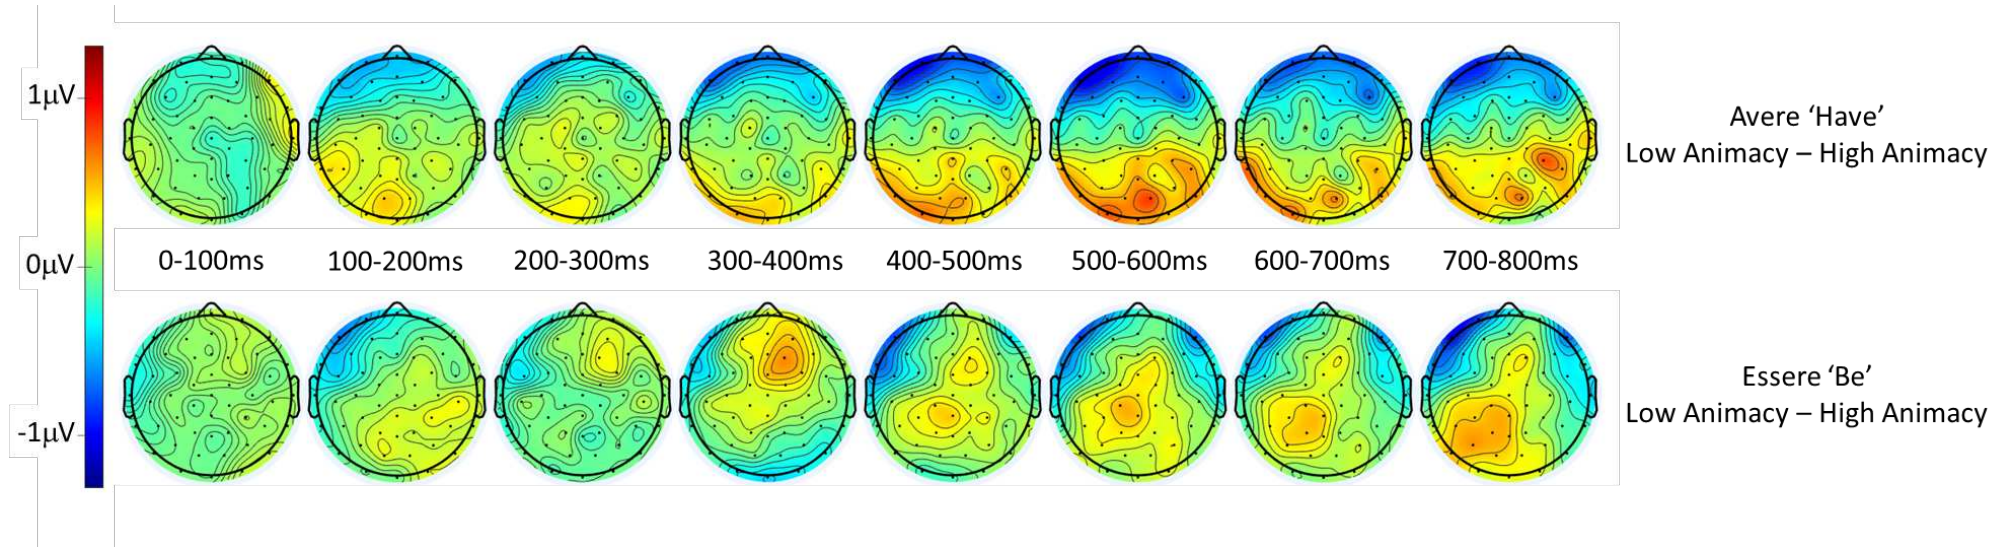 1µV
0µV
-1µV
Avere ‘Have’
Low Animacy – High Animacy
0-100ms 100-200ms 200-300ms 300-400ms 400-500ms 500-600ms 600-700ms 700-800ms
Essere ‘Be’
Low Animacy – High Animacy